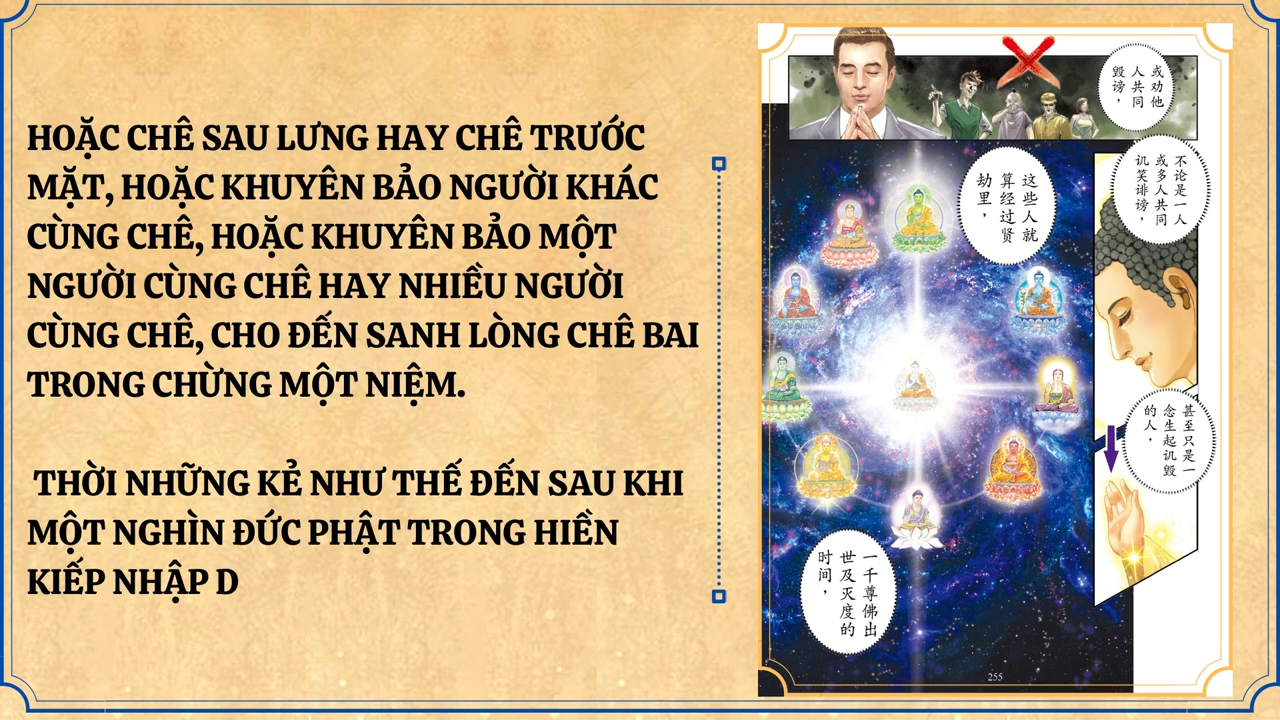 HOẶC CHÊ SAU LƯNG HAY CHÊ TRƯỚC
MẶT, HOẶC KHUYÊN BẢO NGƯỜI KHÁC
CÙNG CHÊ, HOẶC KHUYÊN BẢO MỘT
NGƯỜI CÙNG CHÊ HAY NHIỀU NGƯỜI
CÙNG CHÊ, CHO ĐẾN SANH LÒNG CHÊ BAI
TRONG CHỪNG MỘT NIỆM.
THỜI NHỮNG KẺ NHƯ THẾ ĐẾN SAU KHI
MỘT NGHÌN ĐỨC PHẬT TRONG HIỀN
KIẾP NHẬP D
或劝他
人共同
毁谤，
不论是一人
或多人共同
讥笑诽谤，
甚至只是一
念生起讥毁
的人，
这些人就
算经过贤
劫里，
一千尊佛出
世及灭度的
时间，
255